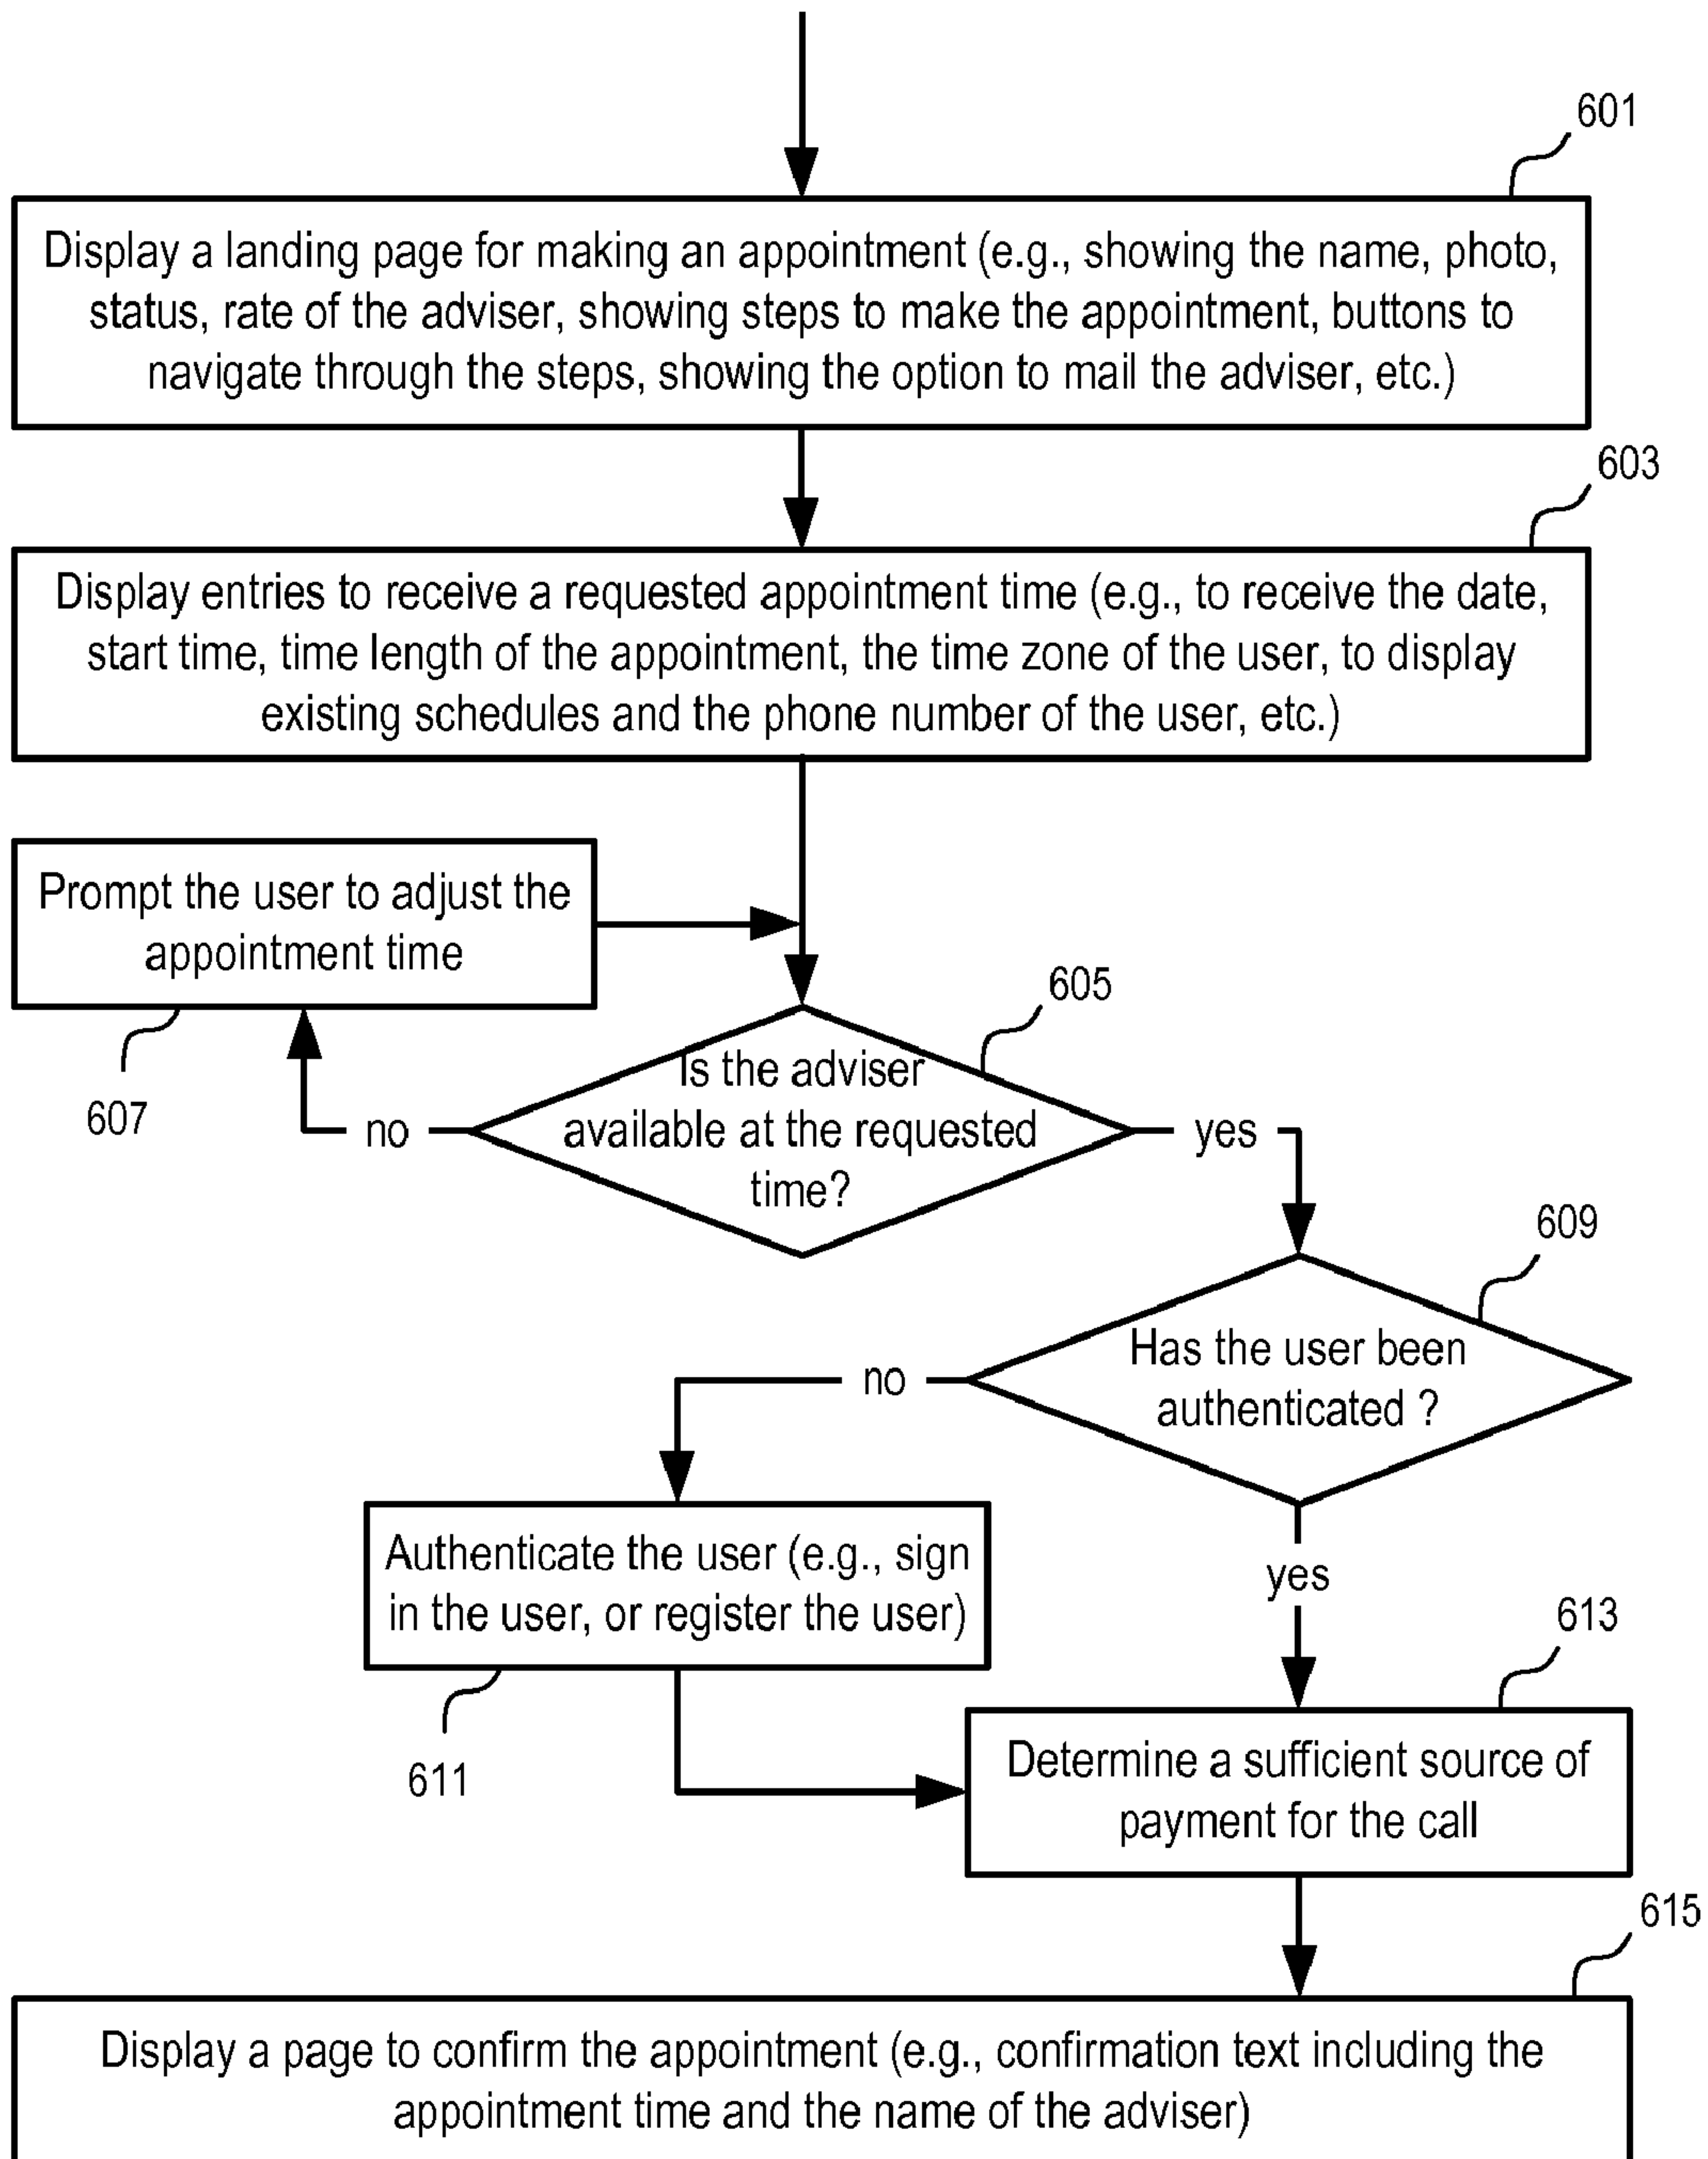 601
Display a landing page for making an appointment (e.g., showing the name, photo,
status, rate of the adviser, showing steps to make the appointment, buttons to
navigate through the steps, showing the option to mail the adviser, etc.)
603
Display entries to receive a requested appointment time (e.g., to receive the date,
start time, time length of the appointment, the time zone of the user, to display
existing schedules and the phone number of the user, etc.)
Prompt the user to adjust the
appointment time
607
605
Is the adviser
available at the requested
time?
no
yes
609
Has the user been
authenticated ?
no
yes
Authenticate the user (e.g., sign
in the user, or register the user)
611
613
Determine a sufficient source of
payment for the call
615
Display a page to confirm the appointment (e.g., confirmation text including the
appointment time and the name of the adviser)